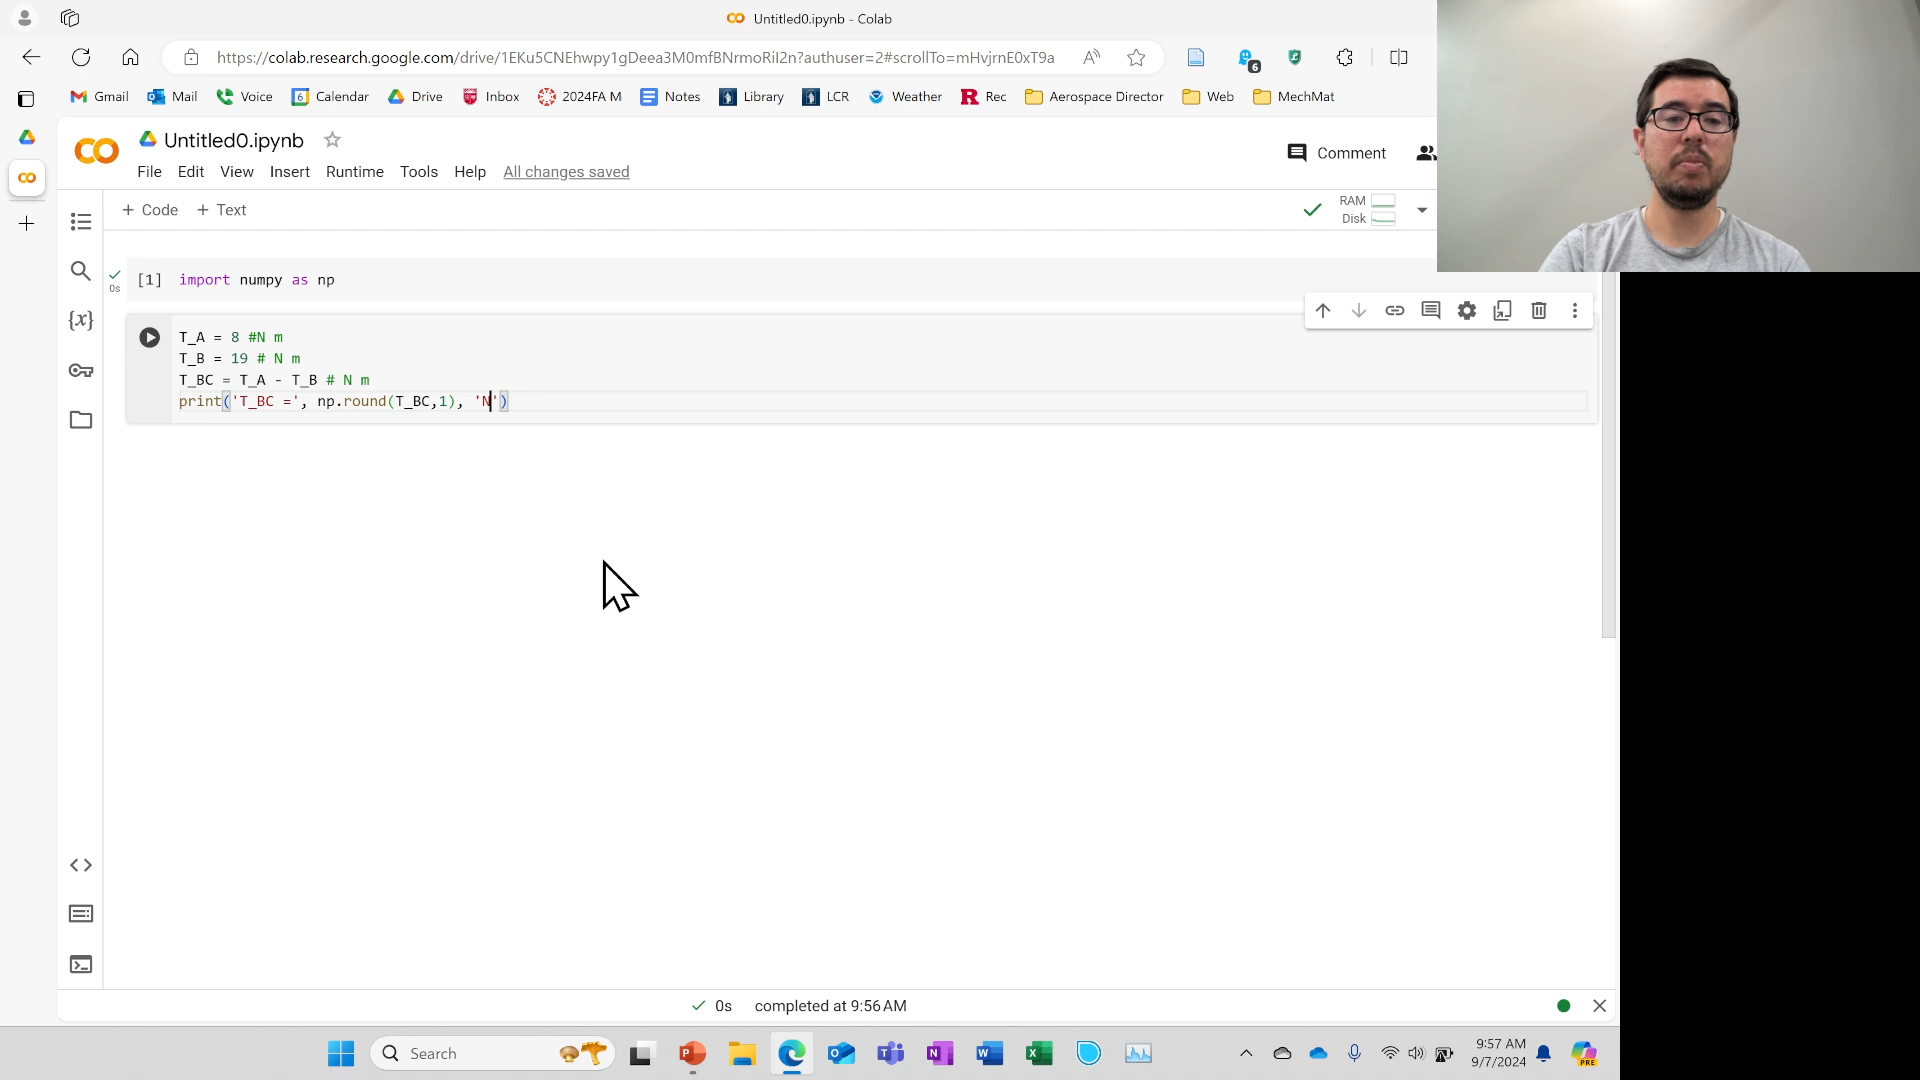 Untitled0.ipynb - Colab
https://colab.research.google.com/drive/1EKu5CNEhwpy1gDeea3M0mfBNrmoRiI2n?authuser=2#scrollTo=mHvjrnE0xT9a
6
Gmail Mail Voice Calendar Drive Inbox 2024FA M Notes Library LCR Weather Rec Aerospace Director Web MechMat
Untitled0.ipynb
Comment
File Edit View Insert Runtime Tools Help All changes saved
+ Code + Text
RAM
Disk
[1] import numpy as np
0s
{x}
T_A = 8 #N m
T_B = 19 # N m
T_BC = T_A - T_B # N m
print('T_BC =', np.round(T_BC,1), 'N')
0s completed at 9:56 AM
Search
9:57 AM
9/7/2024
PRE